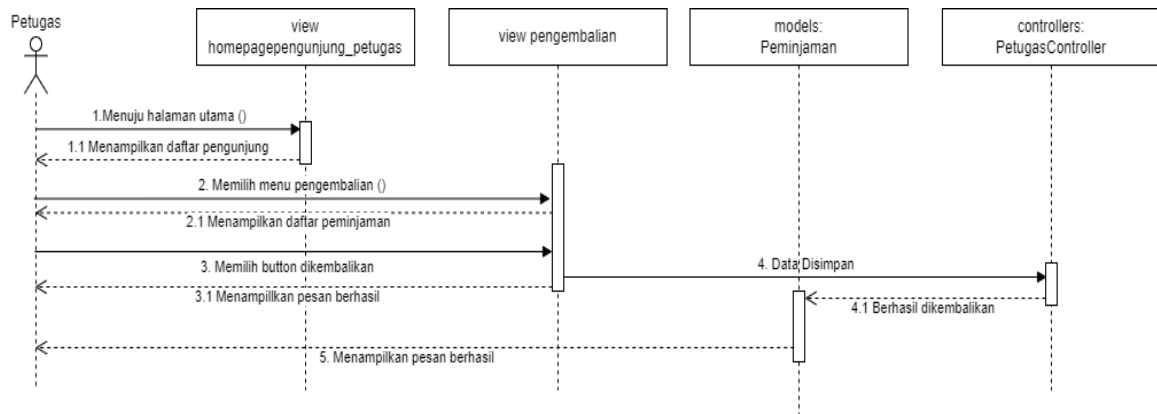 Petugas
view
homepagepengunjung_petugas
view pengembalian
models:
Peminjaman
controllers:
PetugasController
1.Menuju halaman utama ()
1.1 Menampilkan daftar pengunjung
2. Memilih menu pengembalian ()
2.1 Menampilkan daftar peminjaman
3. Memilih button dikembalikan
4. Data Disimpan
3.1 Menampillkan pesan berhasil
4.1 Berhasil dikembalikan
5. Menampilkan pesan berhasil